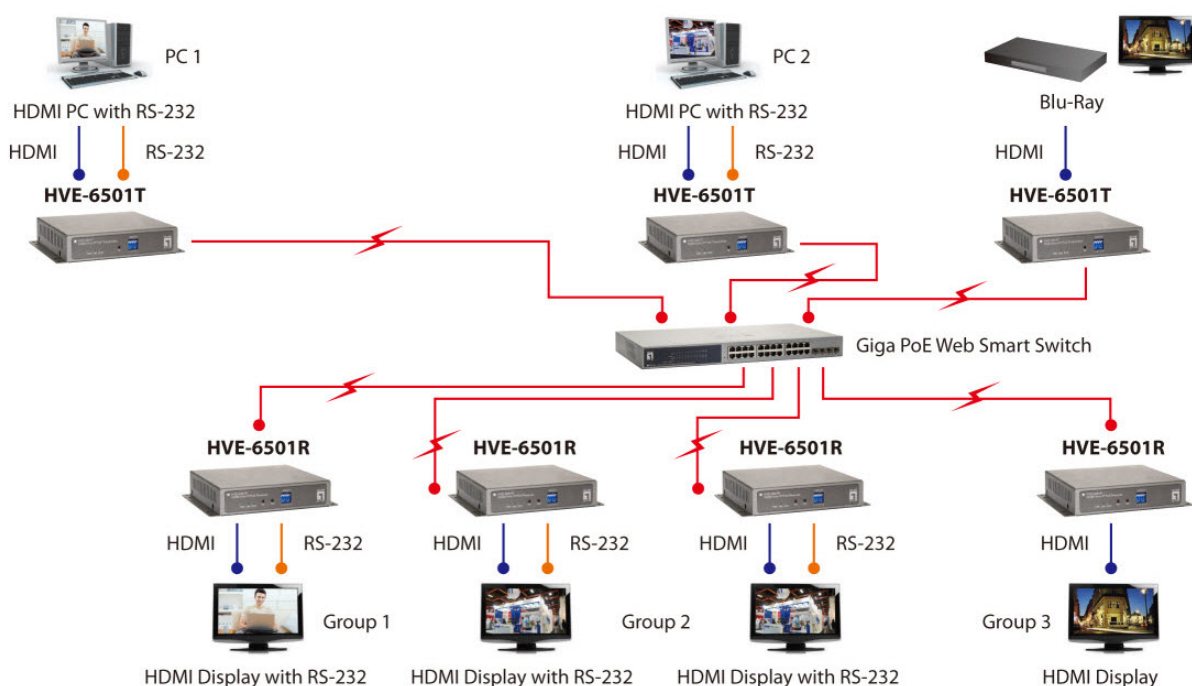 PC 1
PC 2
HDMI PC with RS-232
HDMI PC with RS-232
Blu-Ray
HDMI
RS-232
HDMI
RS-232
HDMI
HVE-6501T
HVE-6501T
HVE-6501T
Giga PoE Web Smart Switch
HVE-6501R
HVE-6501R
HVE-6501R
HVE-6501R
HDMI
RS-232
HDMI
RS-232
HDMI
RS-232
HDMI
Group 1
Group 2
Group 3
HDMI Display with RS-232
HDMI Display with RS-232
HDMI Display with RS-232
HDMI Display